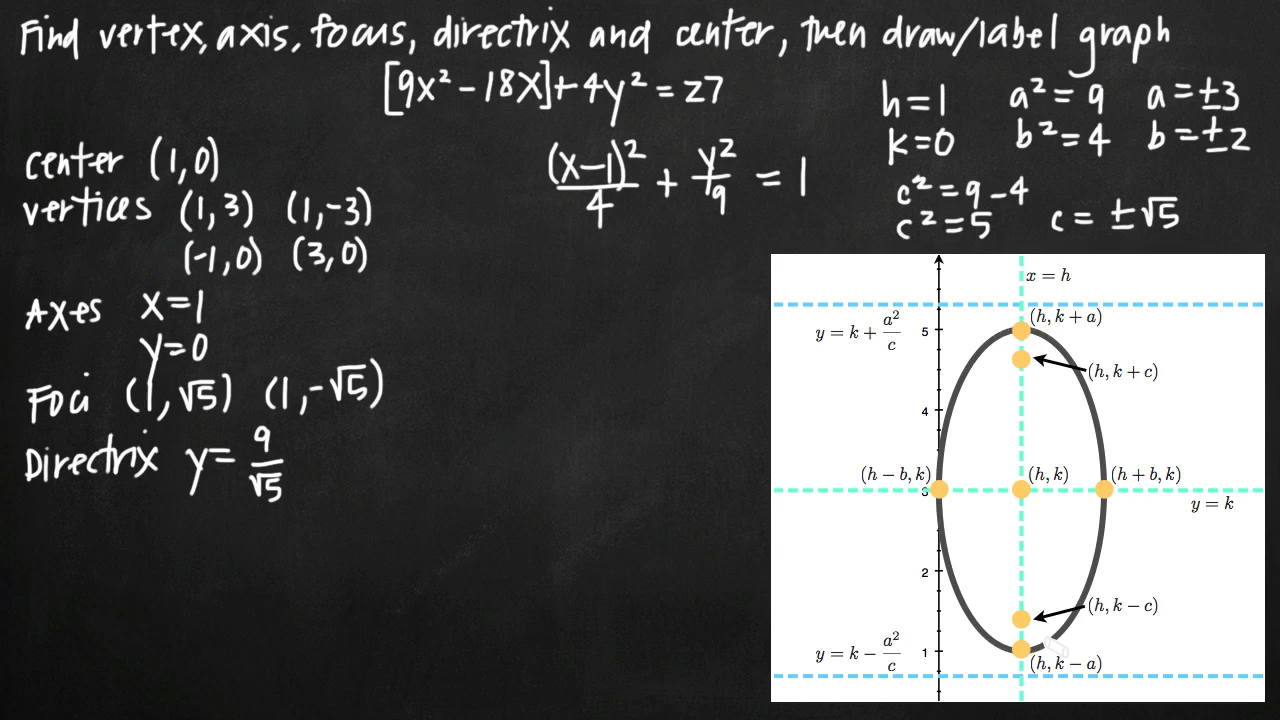 Find vertex, axis, focus, directrix and center, then draw/label graph
[9x² - 18x] + 4y² = 27
h=1 a² = 9 a = ±3
k=0 b² = 4 b = ±2
c² = 9 - 4
c² = 5 c = ±√5
(x-1)²/4 + y²/9 = 1
center (1,0)
vertices (1,3) (1,-3)
(-1,0) (3,0)
Axes x=1
y=0
Foci (1,√5) (1,-√5)
Directrix y= 9/√5
x = h
y = k + a²/c
(h, k + a)
5
(h, k + c)
4
(h − b, k)
(h, k)
(h + b, k)
3
y = k
2
(h, k − c)
y = k − a²/c
1
(h, k − a)